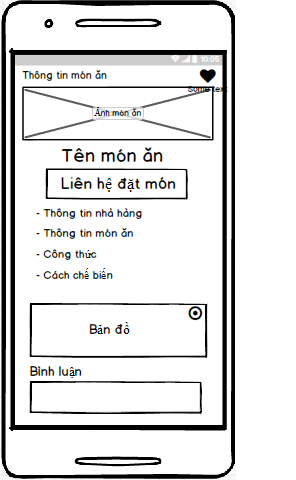 10:05
Thông tin món ăn
Some text
Ảnh món ăn
Tên món ăn
Liên hệ đặt món
- Thông tin nhà hàng
- Thông tin món ăn
- Công thức
- Cách chế biến
Bản đồ
Bình luận